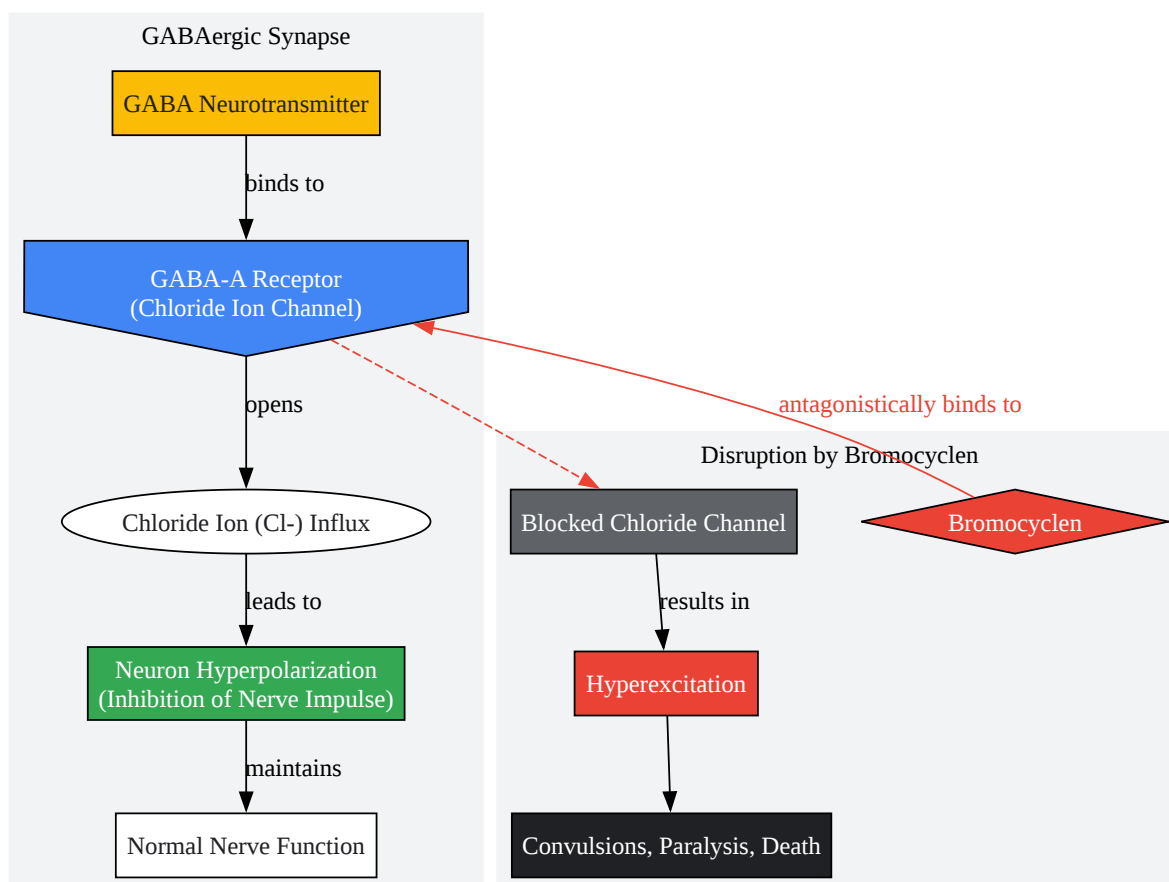 GABAergic Synapse
GABA Neurotransmitter
binds to
GABA-A Receptor
(Chloride Ion Channel)
opens
antagonistically binds to
Disruption by Bromocyclen
Chloride Ion (Cl-) Influx
Blocked Chloride Channel
Bromocyclen
leads to
results in
Neuron Hyperpolarization
(Inhibition of Nerve Impulse)
Hyperexcitation
maintains
Normal Nerve Function
Convulsions, Paralysis, Death